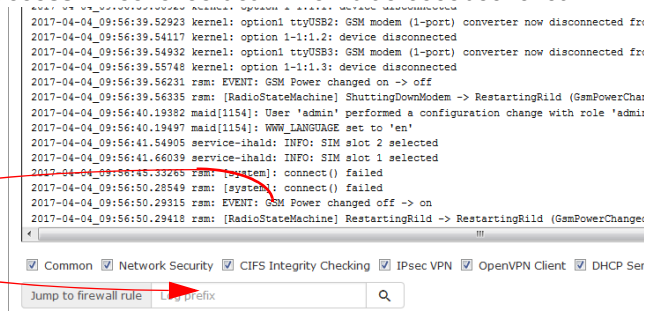 2017-04-04_09:56:39.52923 kernel: option1 ttyUSB2: GSM modem (1-port) converter now disconnected fro
2017-04-04_09:56:39.54117 kernel: option 1-1:1.2: device disconnected
2017-04-04_09:56:39.54932 kernel: option1 ttyUSB3: GSM modem (1-port) converter now disconnected fro
2017-04-04_09:56:39.55748 kernel: option 1-1:1.3: device disconnected
2017-04-04_09:56:39.56231 rsm: EVENT: GSM Power changed on -> off
2017-04-04_09:56:39.56335 rsm: [RadioStateMachine] ShuttingDownModem -> RestartingRild (GsmPowerChan
2017-04-04_09:56:40.19382 maid[1154]: User 'admin' performed a configuration change with role 'admin
2017-04-04_09:56:40.19497 maid[1154]: WWW_LANGUAGE set to 'en'
2017-04-04_09:56:41.54905 service-ihald: INFO: SIM slot 2 selected
2017-04-04_09:56:41.66039 service-ihald: INFO: SIM slot 1 selected
2017-04-04_09:56:45.33265 rsm: [system]: connect() failed
2017-04-04_09:56:50.28549 rsm: [system]: connect() failed
2017-04-04_09:56:50.29315 rsm: EVENT: GSM Power changed off -> on
2017-04-04_09:56:50.29418 rsm: [RadioStateMachine] RestartingRild -> RestartingRild (GsmPowerChanged
Common Network Security CIFS Integrity Checking IPsec VPN OpenVPN Client DHCP Ser
Jump to firewall rule Log prefix